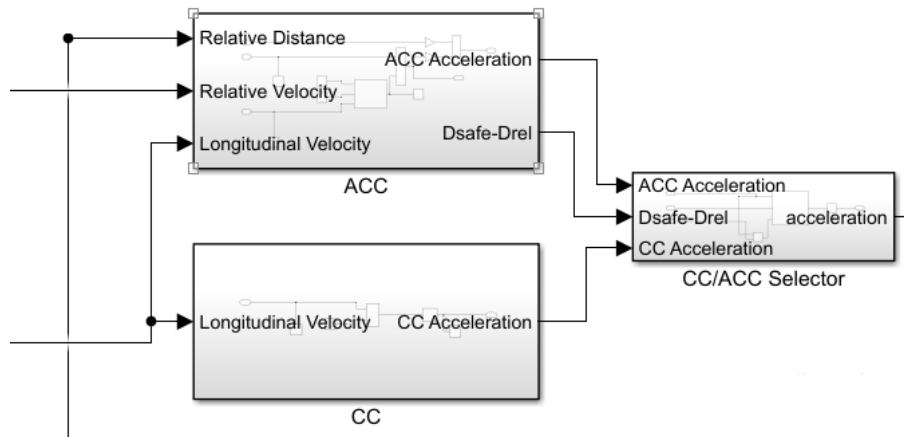 Relative Distance
ACC Acceleration
Relative Velocity
Dsafe-Drel
Longitudinal Velocity
ACC
ACC Acceleration
Dsafe-Drel
acceleration
CC Acceleration
CC/ACC Selector
Longitudinal Velocity
CC Acceleration
CC